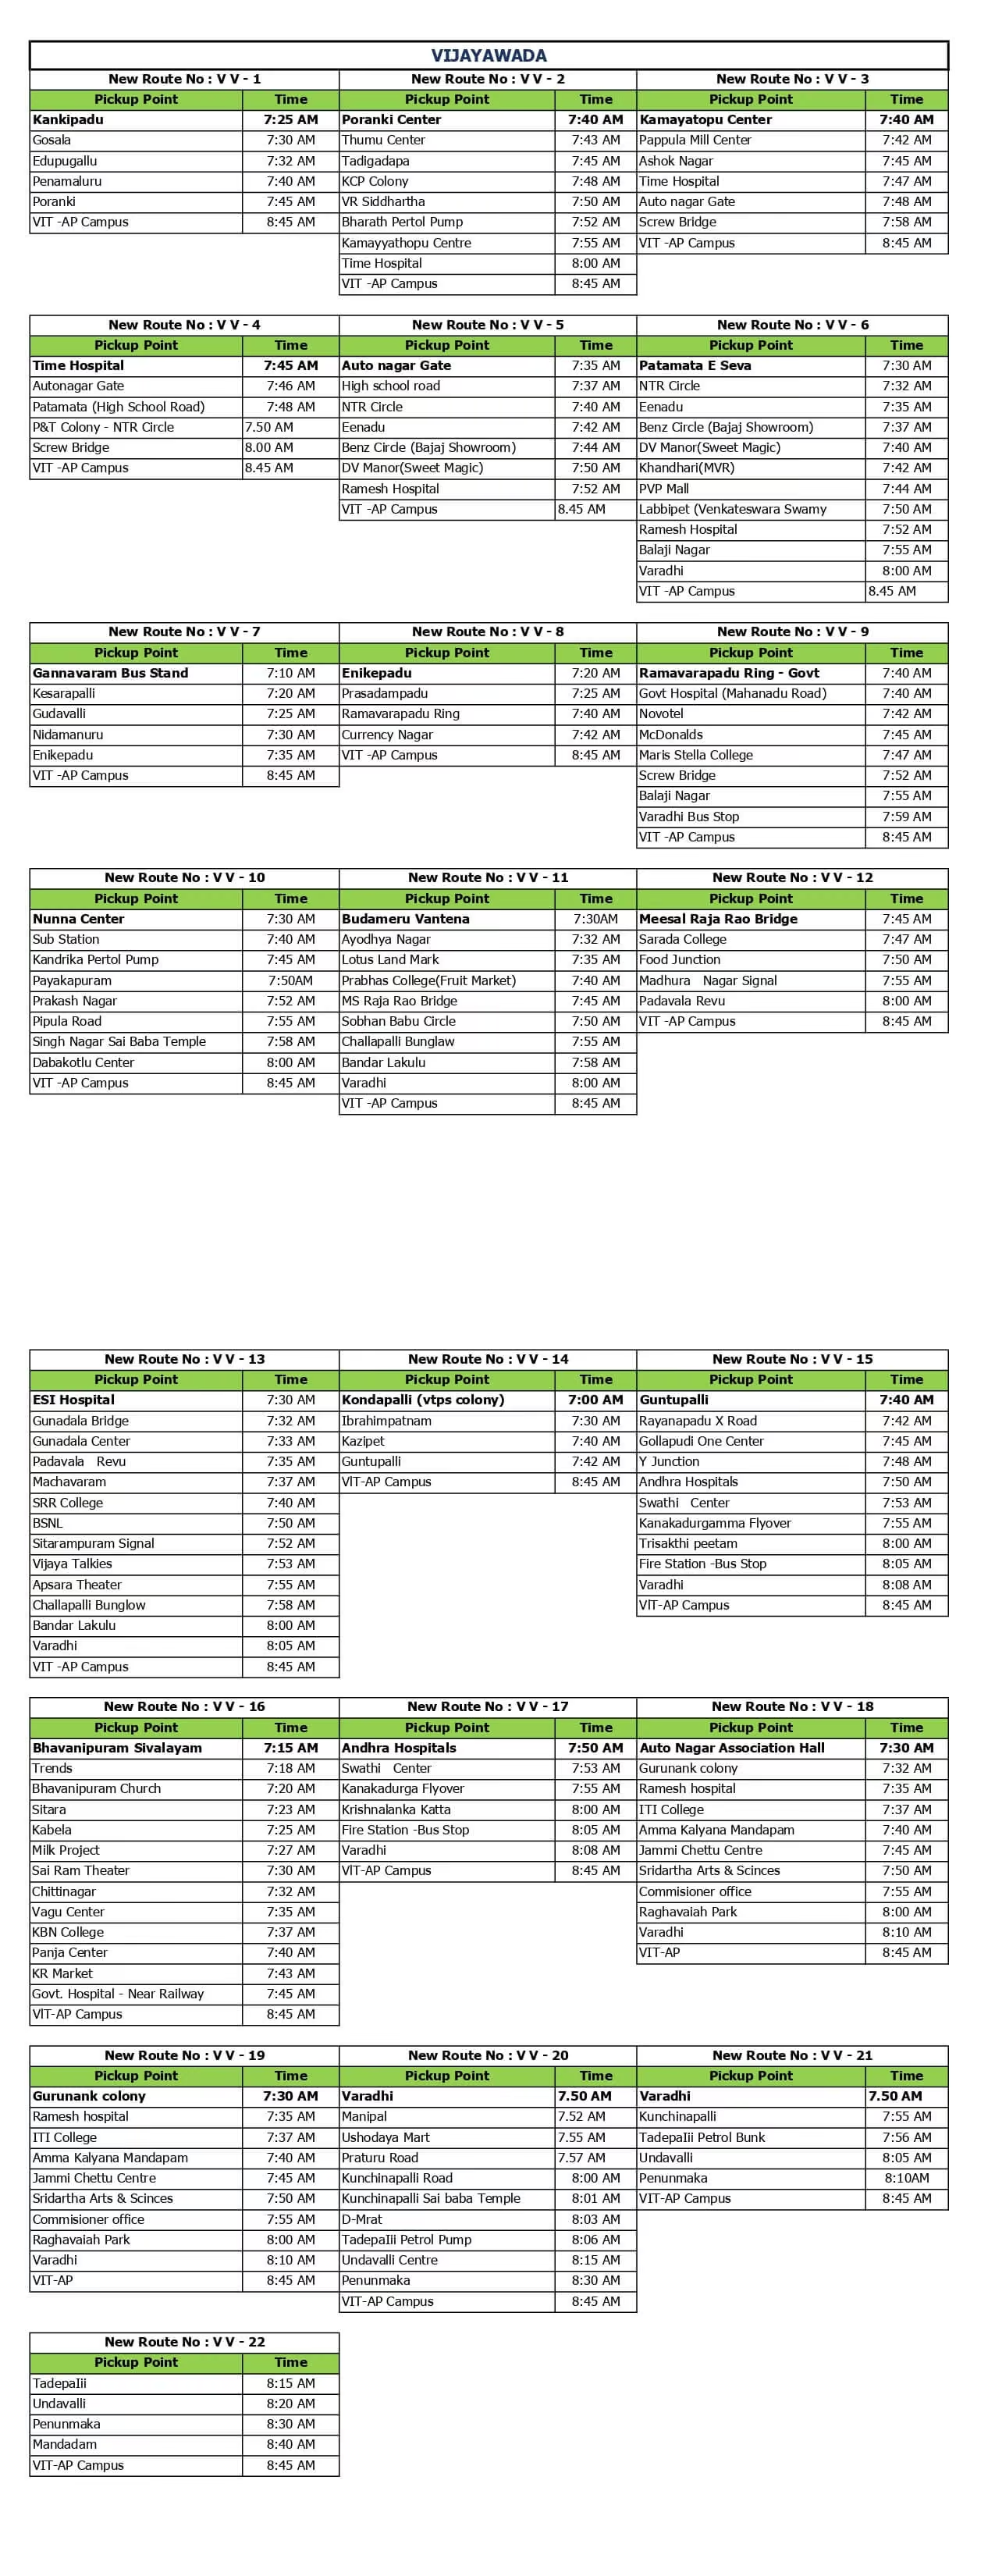 VIJAYAWADA
New Route No : V V - 1 New Route No : V V - 2 New Route No : V V - 3
Pickup Point Time Pickup Point Time Pickup Point Time
Kankipadu 7:25 AM Poranki Center 7:40 AM Kamayatopu Center 7:40 AM
Gosala 7:30 AM Thumu Center 7:43 AM Pappula Mill Center 7:42 AM
Edupugallu 7:32 AM Tadigadapa 7:45 AM Ashok Nagar 7:45 AM
Penamaluru 7:40 AM KCP Colony 7:48 AM Time Hospital 7:47 AM
Poranki 7:45 AM VR Siddhartha 7:50 AM Auto nagar Gate 7:48 AM
VIT -AP Campus 8:45 AM Bharath Pertol Pump 7:52 AM Screw Bridge 7:58 AM
Kamayyathopu Centre 7:55 AM VIT -AP Campus 8:45 AM
Time Hospital 8:00 AM
VIT -AP Campus 8:45 AM
New Route No : V V - 4 New Route No : V V - 5 New Route No : V V - 6
Pickup Point Time Pickup Point Time Pickup Point Time
Time Hospital 7:45 AM Auto nagar Gate 7:35 AM Patamata E Seva 7:30 AM
Autonagar Gate 7:46 AM High school road 7:37 AM NTR Circle 7:32 AM
Patamata (High School Road) 7:48 AM NTR Circle 7:40 AM Eenadu 7:35 AM
P&T Colony - NTR Circle 7.50 AM Eenadu 7:42 AM Benz Circle (Bajaj Showroom) 7:37 AM
Screw Bridge 8.00 AM Benz Circle (Bajaj Showroom) 7:44 AM DV Manor(Sweet Magic) 7:40 AM
VIT -AP Campus 8.45 AM DV Manor(Sweet Magic) 7:50 AM Khandhari(MVR) 7:42 AM
Ramesh Hospital 7:52 AM PVP Mall 7:44 AM
VIT -AP Campus 8.45 AM Labbipet (Venkateswara Swamy 7:50 AM
Ramesh Hospital 7:52 AM
Balaji Nagar 7:55 AM
Varadhi 8:00 AM
VIT -AP Campus 8.45 AM
New Route No : V V - 7 New Route No : V V - 8 New Route No : V V - 9
Pickup Point Time Pickup Point Time Pickup Point Time
Gannavaram Bus Stand 7:10 AM Enikepadu 7:20 AM Ramavarapadu Ring - Govt 7:40 AM
Kesarapalli 7:20 AM Prasadampadu 7:25 AM Govt Hospital (Mahanadu Road) 7:40 AM
Gudavalli 7:25 AM Ramavarapadu Ring 7:40 AM Novotel 7:42 AM
Nidamanuru 7:30 AM Currency Nagar 7:42 AM McDonalds 7:45 AM
Enikepadu 7:35 AM VIT -AP Campus 8:45 AM Maris Stella College 7:47 AM
VIT -AP Campus 8:45 AM Screw Bridge 7:52 AM
Balaji Nagar 7:55 AM
Varadhi Bus Stop 7:59 AM
VIT -AP Campus 8:45 AM
New Route No : V V - 10 New Route No : V V - 11 New Route No : V V - 12
Pickup Point Time Pickup Point Time Pickup Point Time
Nunna Center 7:30 AM Budameru Vantena 7:30AM Meesal Raja Rao Bridge 7:45 AM
Sub Station 7:40 AM Ayodhya Nagar 7:32 AM Sarada College 7:47 AM
Kandrika Pertol Pump 7:45 AM Lotus Land Mark 7:35 AM Food Junction 7:50 AM
Payakapuram 7:50AM Prabhas College(Fruit Market) 7:40 AM Madhura Nagar Signal 7:55 AM
Prakash Nagar 7:52 AM MS Raja Rao Bridge 7:45 AM Padavala Revu 8:00 AM
Pipula Road 7:55 AM Sobhan Babu Circle 7:50 AM VIT -AP Campus 8:45 AM
Singh Nagar Sai Baba Temple 7:58 AM Challapalli Bunglaw 7:55 AM
Dabakotlu Center 8:00 AM Bandar Lakulu 7:58 AM
VIT -AP Campus 8:45 AM Varadhi 8:00 AM
VIT -AP Campus 8:45 AM
New Route No : V V - 13 New Route No : V V - 14 New Route No : V V - 15
Pickup Point Time Pickup Point Time Pickup Point Time
ESI Hospital 7:30 AM Kondapalli (vtps colony) 7:00 AM Guntupalli 7:40 AM
Gunadala Bridge 7:32 AM Ibrahimpatnam 7:30 AM Rayanapadu X Road 7:42 AM
Gunadala Center 7:33 AM Kazipet 7:40 AM Gollapudi One Center 7:45 AM
Padavala Revu 7:35 AM Guntupalli 7:42 AM Y Junction 7:48 AM
Machavaram 7:37 AM VIT-AP Campus 8:45 AM Andhra Hospitals 7:50 AM
SRR College 7:40 AM Swathi Center 7:53 AM
BSNL 7:50 AM Kanakadurgamma Flyover 7:55 AM
Sitarampuram Signal 7:52 AM Trisakthi peetam 8:00 AM
Vijaya Talkies 7:53 AM Fire Station -Bus Stop 8:05 AM
Apsara Theater 7:55 AM Varadhi 8:08 AM
Challapalli Bunglow 7:58 AM VIT-AP Campus 8:45 AM
Bandar Lakulu 8:00 AM
Varadhi 8:05 AM
VIT -AP Campus 8:45 AM
New Route No : V V - 16 New Route No : V V - 17 New Route No : V V - 18
Pickup Point Time Pickup Point Time Pickup Point Time
Bhavanipuram Sivalayam 7:15 AM Andhra Hospitals 7:50 AM Auto Nagar Association Hall 7:30 AM
Trends 7:18 AM Swathi Center 7:53 AM Gurunank colony 7:32 AM
Bhavanipuram Church 7:20 AM Kanakadurga Flyover 7:55 AM Ramesh hospital 7:35 AM
Sitara 7:23 AM Krishnalanka Katta 8:00 AM ITI College 7:37 AM
Kabela 7:25 AM Fire Station -Bus Stop 8:05 AM Amma Kalyana Mandapam 7:40 AM
Milk Project 7:27 AM Varadhi 8:08 AM Jammi Chettu Centre 7:45 AM
Sai Ram Theater 7:30 AM VIT-AP Campus 8:45 AM Sridartha Arts & Scinces 7:50 AM
Chittinagar 7:32 AM Commisioner office 7:55 AM
Vagu Center 7:35 AM Raghavaiah Park 8:00 AM
KBN College 7:37 AM Varadhi 8:10 AM
Panja Center 7:40 AM VIT-AP 8:45 AM
KR Market 7:43 AM
Govt. Hospital - Near Railway 7:45 AM
VIT-AP Campus 8:45 AM
New Route No : V V - 19 New Route No : V V - 20 New Route No : V V - 21
Pickup Point Time Pickup Point Time Pickup Point Time
Gurunank colony 7:30 AM Varadhi 7.50 AM Varadhi 7.50 AM
Ramesh hospital 7:35 AM Manipal 7.52 AM Kunchinapalli 7:55 AM
ITI College 7:37 AM Ushodaya Mart 7.55 AM TadepaIii Petrol Bunk 7:56 AM
Amma Kalyana Mandapam 7:40 AM Praturu Road 7.57 AM Undavalli 8:05 AM
Jammi Chettu Centre 7:45 AM Kunchinapalli Road 8:00 AM Penunmaka 8:10AM
Sridartha Arts & Scinces 7:50 AM Kunchinapalli Sai baba Temple 8:01 AM VIT-AP Campus 8:45 AM
Commisioner office 7:55 AM D-Mrat 8:03 AM
Raghavaiah Park 8:00 AM TadepaIii Petrol Pump 8:06 AM
Varadhi 8:10 AM Undavalli Centre 8:15 AM
VIT-AP 8:45 AM Penunmaka 8:30 AM
VIT-AP Campus 8:45 AM
New Route No : V V - 22
Pickup Point Time
TadepaIii 8:15 AM
Undavalli 8:20 AM
Penunmaka 8:30 AM
Mandadam 8:40 AM
VIT-AP Campus 8:45 AM